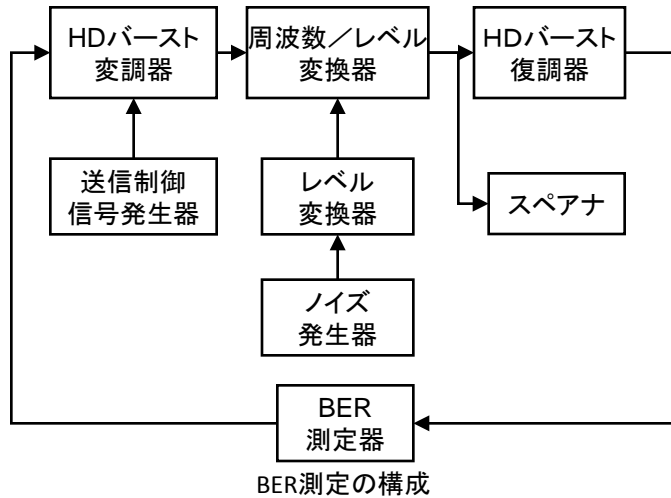 HDバースト
変調器
周波数／レベル
変換器
HDバースト
復調器
送信制御
信号発生器
レベル
変換器
スペアナ
ノイズ
発生器
BER
測定器
BER測定の構成